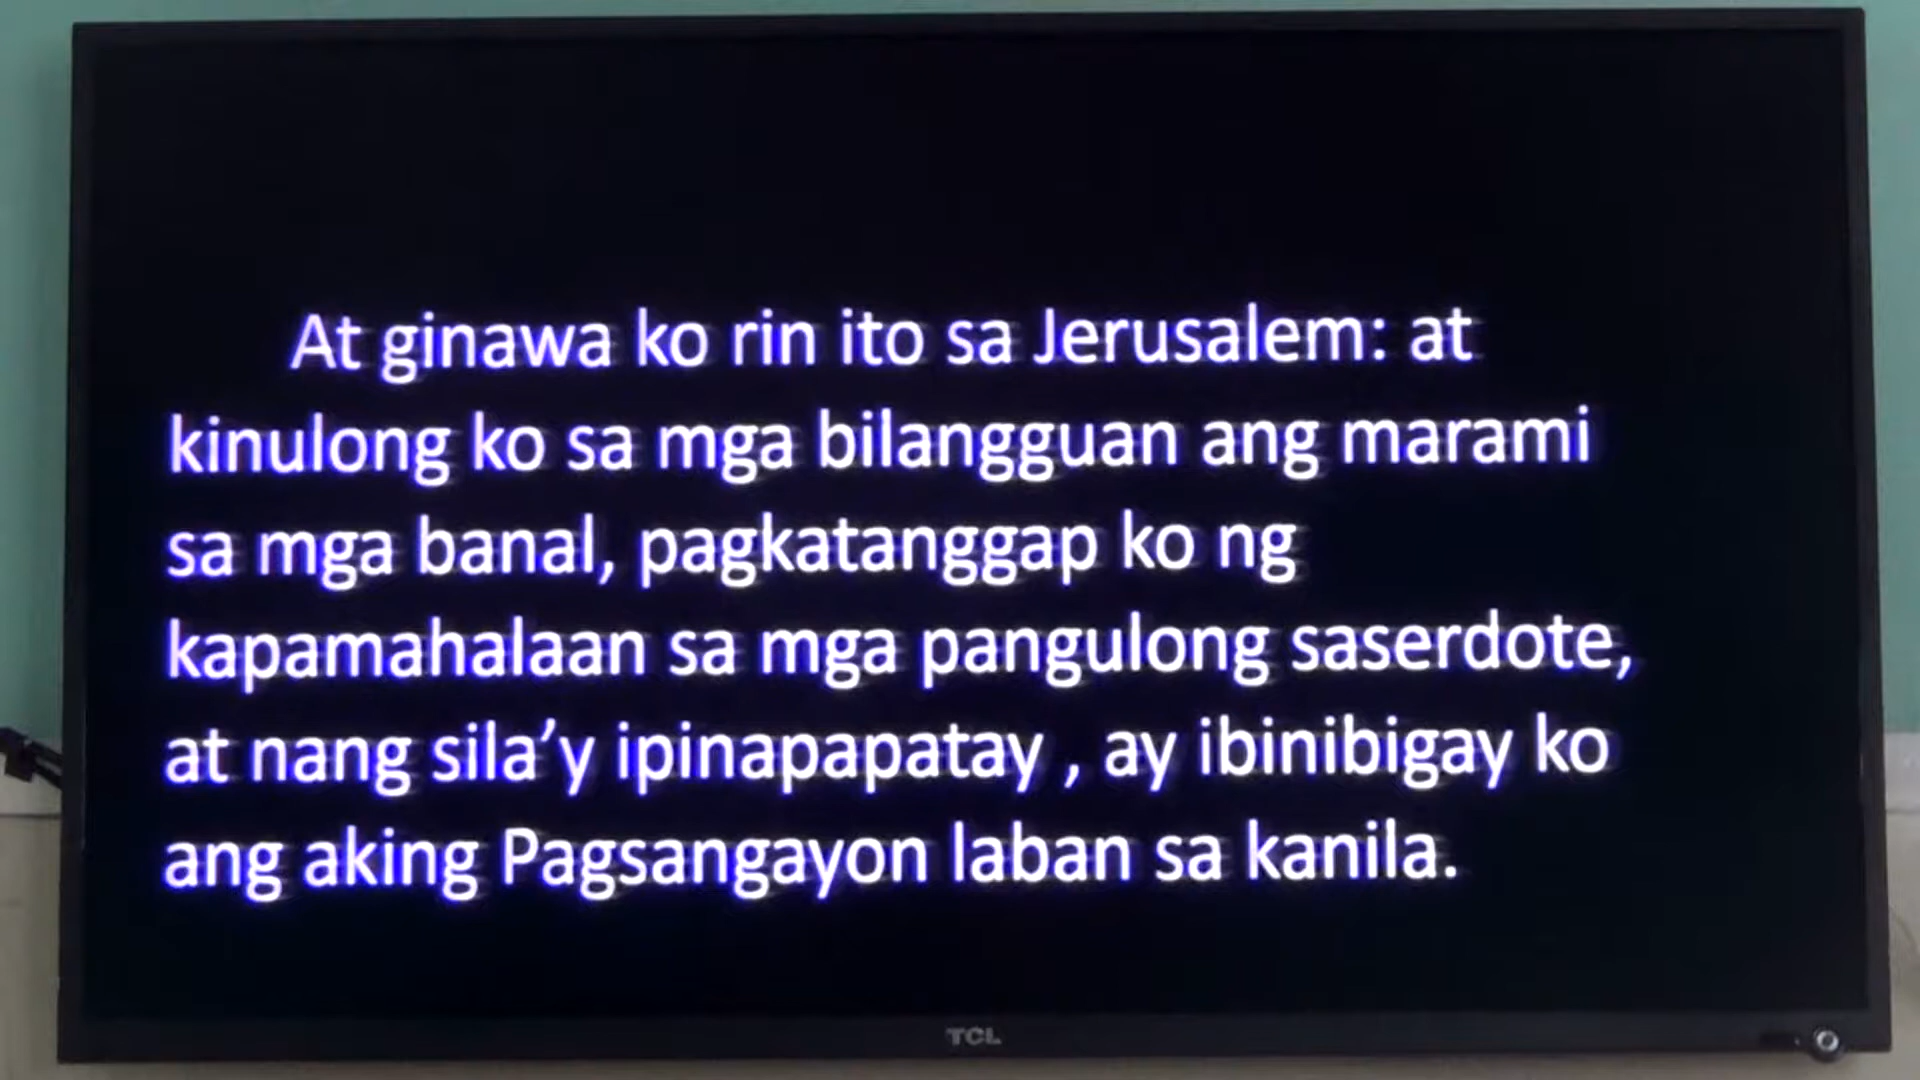 At ginawa ko rin ito sa Jerusalem: at
kinulong ko sa mga bilangguan ang marami
sa mga banal, pagkatanggap ko ng
kapamahalaan sa mga pangulong saserdote,
at nang sila’y ipinapapatay , ay ibinibigay ko
ang aking Pagsangayon laban sa kanila.
TCL